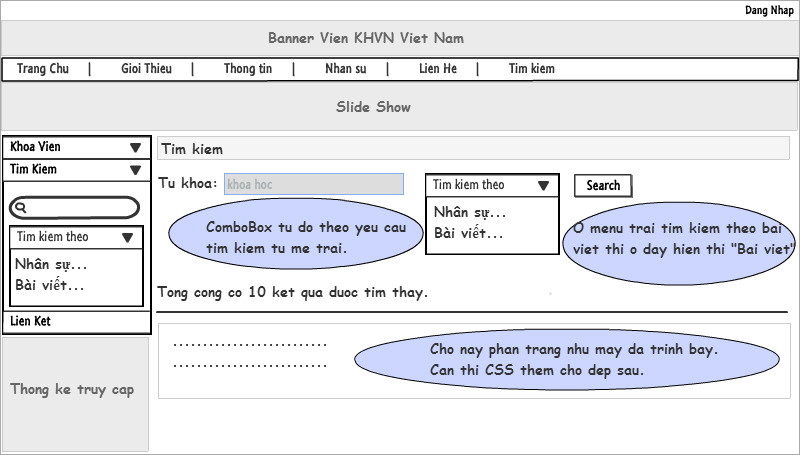 Dang Nhap
Banner Vien KHVN Viet Nam
Trang Chu | Gioi Thieu | Thong tin | Nhan su | Lien He | Tim kiem
Slide Show
Khoa Vien
Tim Kiem
Tim kiem theo
Nhân sự...
Bài viết...
Lien Ket
Thong ke truy cap
Tim kiem
Tu khoa: khoa hoc
Tim kiem theo
Search
Nhân sự...
Bài viết...
ComboBox tu do theo yeu cau
tim kiem tu me trai.
O menu trai tim kiem theo bai
viet thi o day hien thi "Bai viet"
Tong cong co 10 ket qua duoc tim thay.
Cho nay phan trang nhu may da trinh bay.
Can thi CSS them cho dep sau.